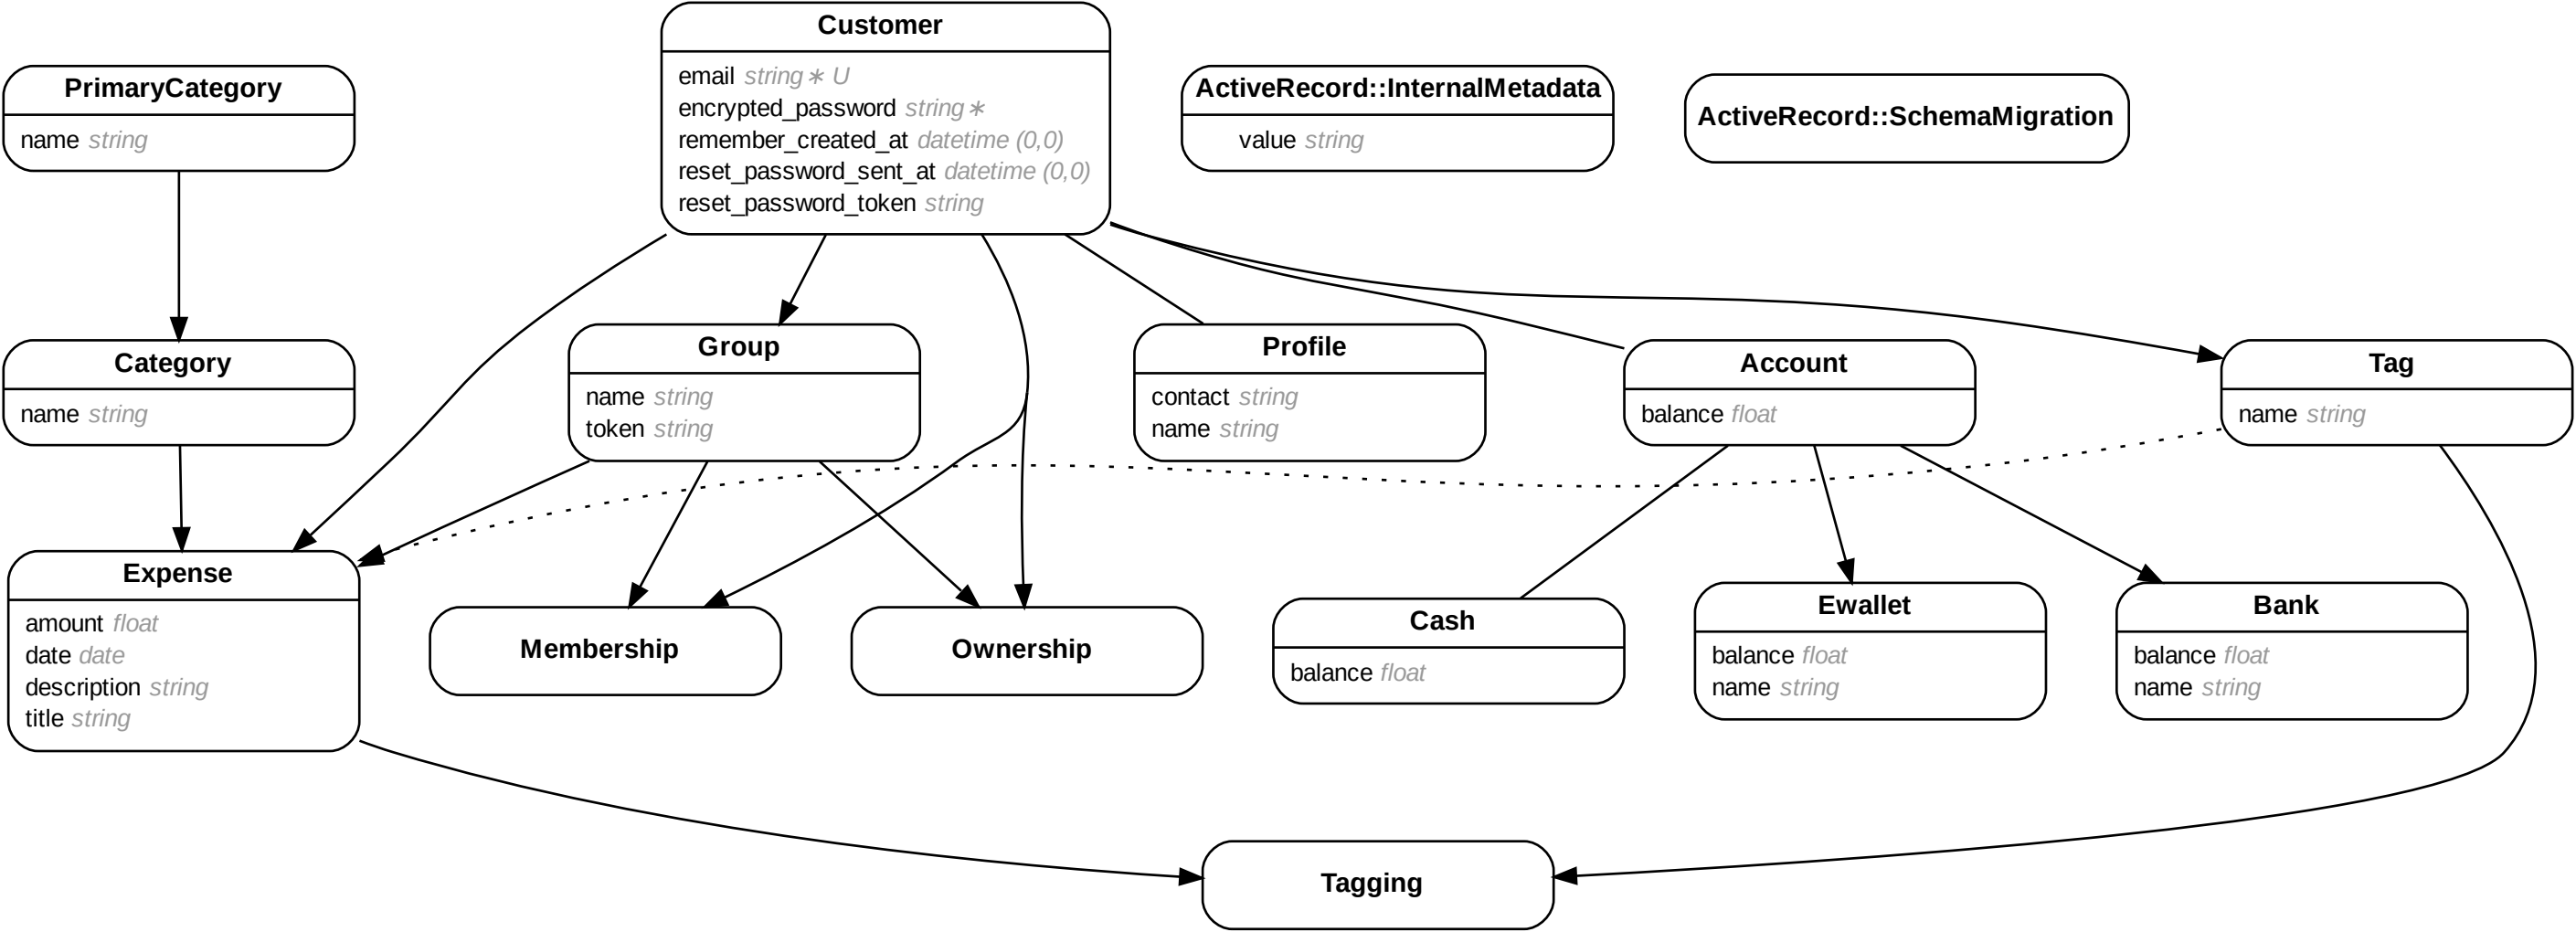 Customer
email string∗ U
encrypted_password string∗
remember_created_at datetime (0,0)
reset_password_sent_at datetime (0,0)
reset_password_token string
PrimaryCategory
name string
ActiveRecord::InternalMetadata
value string
ActiveRecord::SchemaMigration
Category
name string
Group
name string
token string
Profile
contact string
name string
Account
balance float
Tag
name string
Expense
amount float
date date
description string
title string
Membership
Ownership
Cash
balance float
Ewallet
balance float
name string
Bank
balance float
name string
Tagging